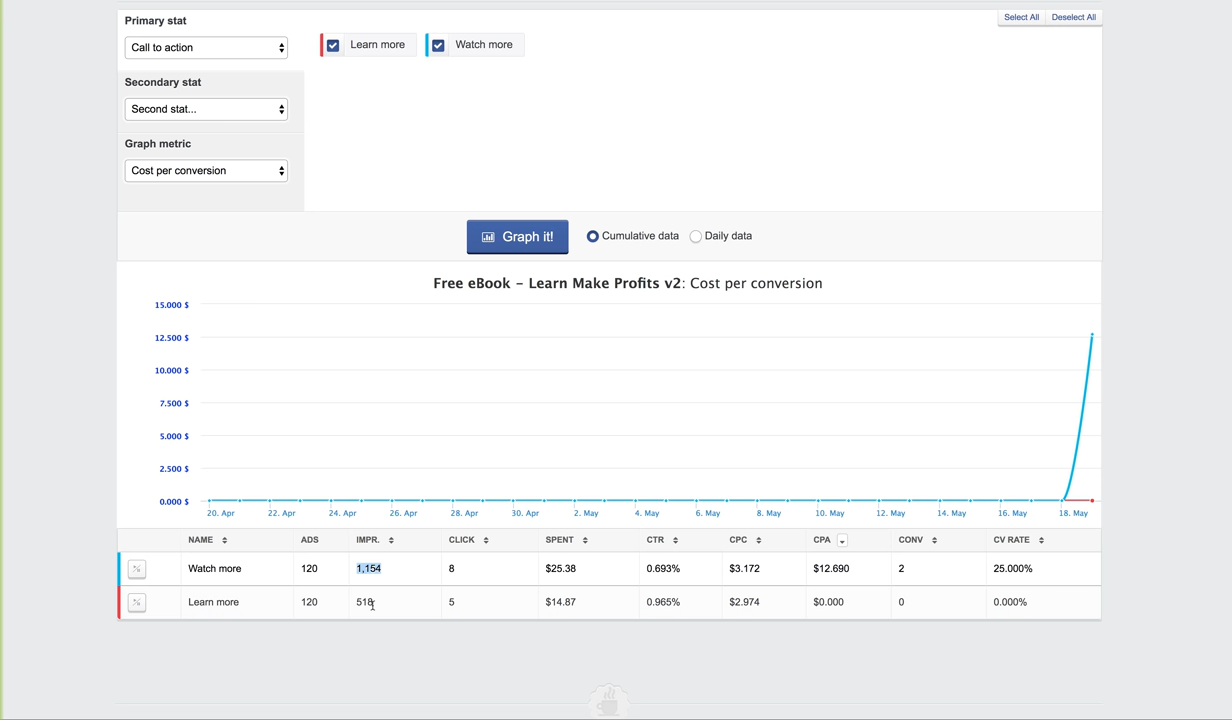 Primary stat
Select All Deselect All
Call to action
Learn more
Watch more
Secondary stat
Second stat...
Graph metric
Cost per conversion
Graph it!
Cumulative data
Daily data
Free eBook – Learn Make Profits v2: Cost per conversion
15.000 $
12.500 $
10.000 $
7.500 $
5.000 $
2.500 $
0.000 $
20. Apr 22. Apr 24. Apr 26. Apr 28. Apr 30. Apr 2. May 4. May 6. May 8. May 10. May 12. May 14. May 16. May 18. May
NAME ADS IMPR. CLICK SPENT CTR CPC CPA CONV CV RATE
% Watch more 120 1,154 8 $25.38 0.693% $3.172 $12.690 2 25.000%
% Learn more 120 518 5 $14.87 0.965% $2.974 $0.000 0 0.000%